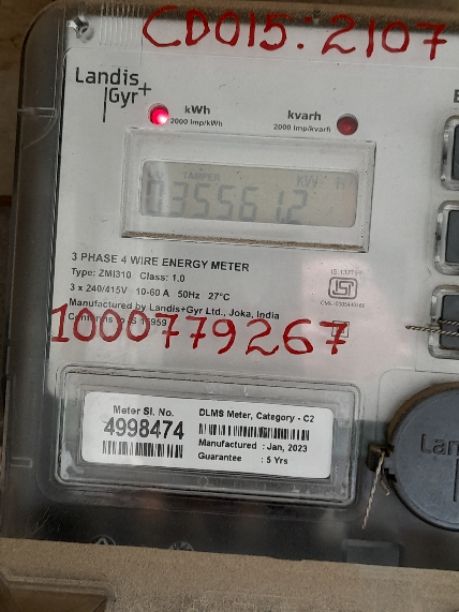 CD015:2107
Landis
Gyr+
kWh
2000 Imp/kWh
kvarh
2000 Imp/kvarh
TAMPER
KW H
035561.2
3 PHASE 4 WIRE ENERGY METER
Type: ZMI310 Class: 1.0
3 x 240/415V 10-60 A 50Hz 27°C
Manufactured by Landis+Gyr Ltd., Joka, India
1000779267
Meter Sl. No.
4998474
DLMS Meter, Category - C2
Manufactured : Jan, 2023
Guarantee : 5 Yrs
Lan